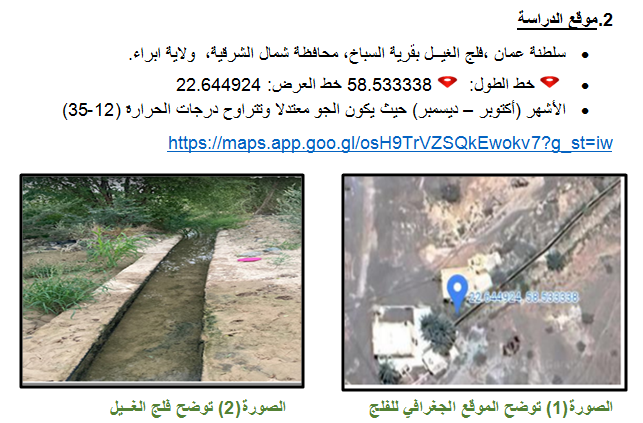 2. موقع الدراسة
سلطنة عمان ،فلج الغيـل بقرية السباخ، محافظة شمال الشرقية، ولاية ابراء.
خط الطول: 58.533338 خط العرض: 22.644924
الأشهر (أكتوبر – ديسمبر) حيث يكون الجو معتدلا وتتراوح درجات الحرارة (12-35)
https://maps.app.goo.gl/osH9TrVZSQkEwokv7?g_st=iw
22.644924, 58.533338
الصورة (1) توضح الموقع الجغرافي للفلج
الصورة (2) توضح فلج الغـيل